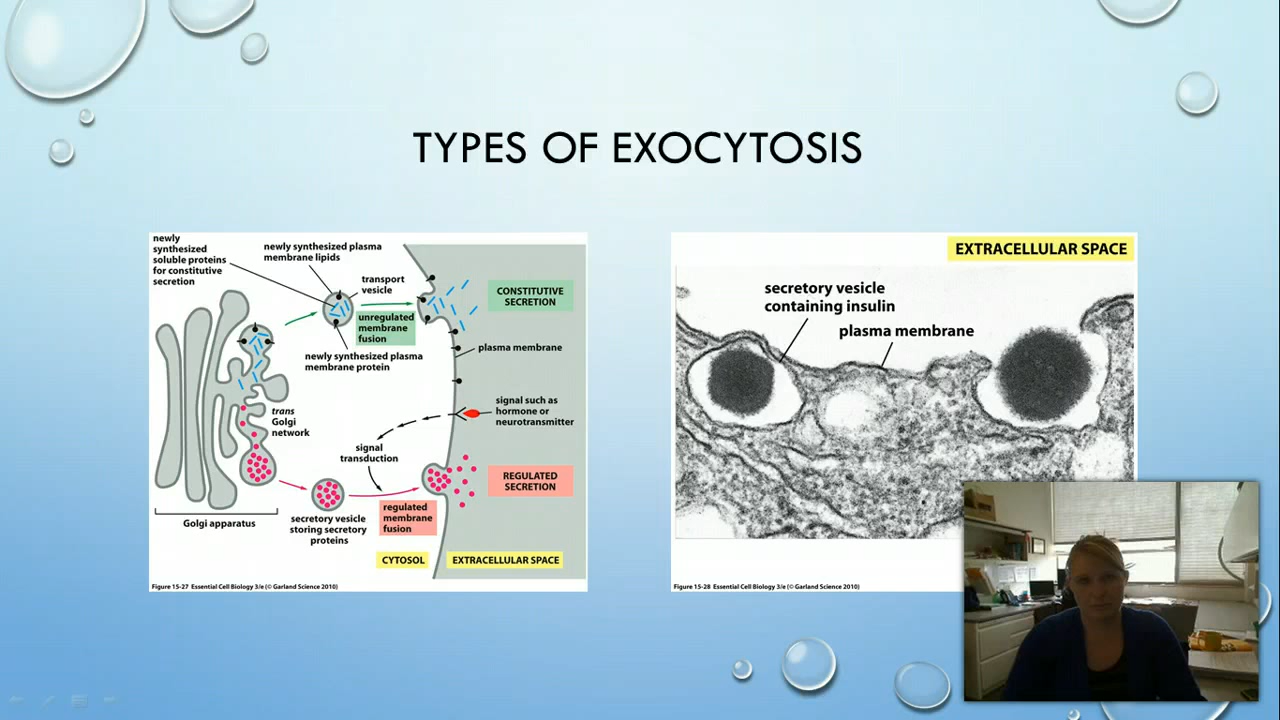 TYPES OF EXOCYTOSIS
newly
synthesized
soluble proteins
for constitutive
secretion
newly synthesized plasma
membrane lipids
transport
vesicle
unregulated
membrane
fusion
newly synthesized plasma
membrane protein
CONSTITUTIVE
SECRETION
plasma membrane
signal such as
hormone or
neurotransmitter
trans
Golgi
network
signal
transduction
REGULATED
SECRETION
Golgi apparatus
secretory vesicle
storing secretory
proteins
regulated
membrane
fusion
CYTOSOL
EXTRACELLULAR SPACE
Figure 15-27 Essential Cell Biology 3/e (© Garland Science 2010)
EXTRACELLULAR SPACE
secretory vesicle
containing insulin
plasma membrane
Figure 15-28 Essential Cell Biology 3/e (© Garland Science 2010)